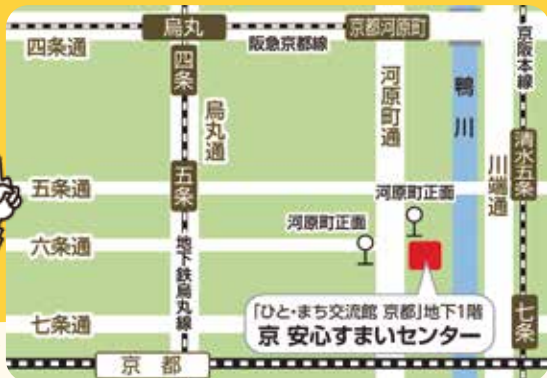 烏丸
京都河原町
四条通
阪急京都線
京阪本線
四条
烏丸通
河原町通
鴨川
川端通
清水五条
五条通
五条
河原町正面
河原町正面
六条通
地下鉄烏丸線
「ひと・まち交流館 京都」地下1階
京 安心すまいセンター
七条通
七条
京都